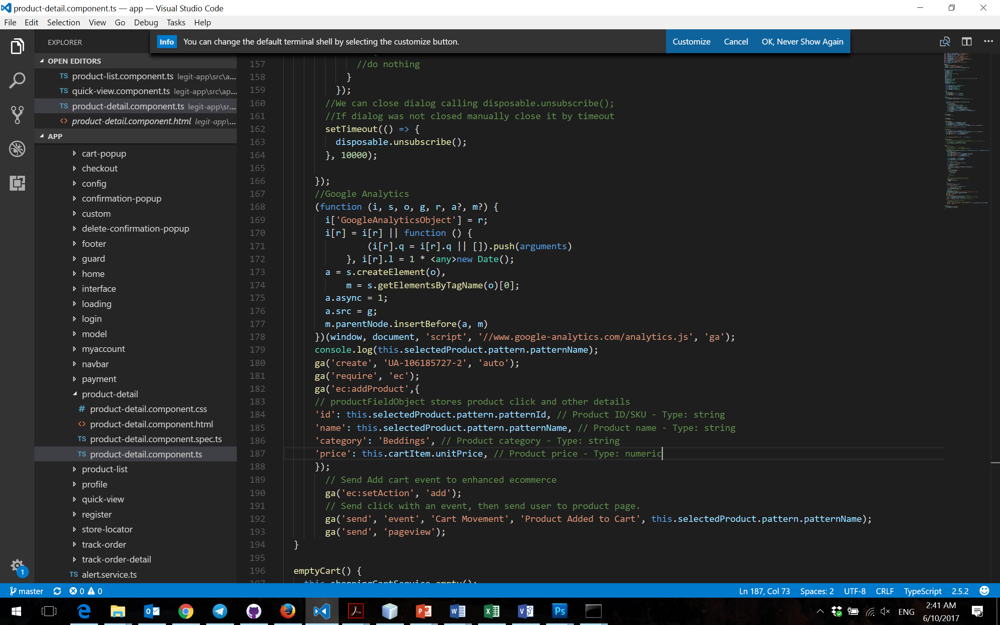 product-detail.component.ts — app — Visual Studio Code
File Edit Selection View Go Debug Tasks Help
EXPLORER
Info You can change the default terminal shell by selecting the customize button.
Customize Cancel OK, Never Show Again
OPEN EDITORS
TS product-list.component.ts legit-app\src\a...
TS quick-view.component.ts legit-app\src\ap...
TS product-detail.component.ts legit-app\sr...
<> product-detail.component.html legit-app\...
APP
cart-popup
checkout
config
confirmation-popup
custom
delete-confirmation-popup
footer
guard
home
interface
loading
login
model
myaccount
navbar
payment
product-detail
# product-detail.component.css
<> product-detail.component.html
TS product-detail.component.spec.ts
TS product-detail.component.ts
product-list
profile
quick-view
register
store-locator
track-order
track-order-detail
TS alert.service.ts
157 //do nothing
158 }
159 });
160 //We can close dialog calling disposable.unsubscribe();
161 //If dialog was not closed manually close it by timeout
162 setTimeout(() => {
163 disposable.unsubscribe();
164 }, 10000);
165
166 });
167 //Google Analytics
168 (function (i, s, o, g, r, a?, m?) {
169 i['GoogleAnalyticsObject'] = r;
170 i[r] = i[r] || function () {
171 (i[r].q = i[r].q || []).push(arguments)
172 }, i[r].l = 1 * <any>new Date();
173 a = s.createElement(o),
174 m = s.getElementsByTagName(o)[0];
175 a.async = 1;
176 a.src = g;
177 m.parentNode.insertBefore(a, m)
178 })(window, document, 'script', '//www.google-analytics.com/analytics.js', 'ga');
179 console.log(this.selectedProduct.pattern.patternName);
180 ga('create', 'UA-106185727-2', 'auto');
181 ga('require', 'ec');
182 ga('ec:addProduct',{
183 // productFieldObject stores product click and other details
184 'id': this.selectedProduct.pattern.patternId, // Product ID/SKU - Type: string
185 'name': this.selectedProduct.pattern.patternName, // Product name - Type: string
186 'category': 'Beddings', // Product category - Type: string
187 'price': this.cartItem.unitPrice, // Product price - Type: numeric
188 });
189 // Send Add cart event to enhanced ecommerce
190 ga('ec:setAction', 'add');
191 // Send click with an event, then send user to product page.
192 ga('send', 'event', 'Cart Movement', 'Product Added to Cart', this.selectedProduct.pattern.patternName);
193 ga('send', 'pageview');
194 }
195
196 emptyCart() {
197 this.shoppingCartService.empty();
1
master 0 0
Ln 187, Col 73 Spaces: 2 UTF-8 CRLF TypeScript 2.5.2
ENG
2:41 AM
6/10/2017